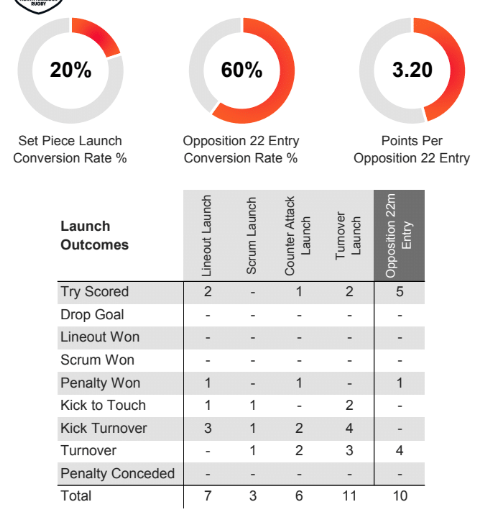 RUGBY
20%
60%
3.20
Set Piece Launch
Conversion Rate %
Opposition 22 Entry
Conversion Rate %
Points Per
Opposition 22 Entry
Launch
Outcomes
Lineout Launch
Scrum Launch
Counter Attack
Launch
Turnover
Launch
Opposition 22m
Entry
Try Scored 2 - 1 2 5
Drop Goal - - - - -
Lineout Won - - - - -
Scrum Won - - - - -
Penalty Won 1 - 1 - 1
Kick to Touch 1 1 - 2 -
Kick Turnover 3 1 2 4 -
Turnover - 1 2 3 4
Penalty Conceded - - - - -
Total 7 3 6 11 10